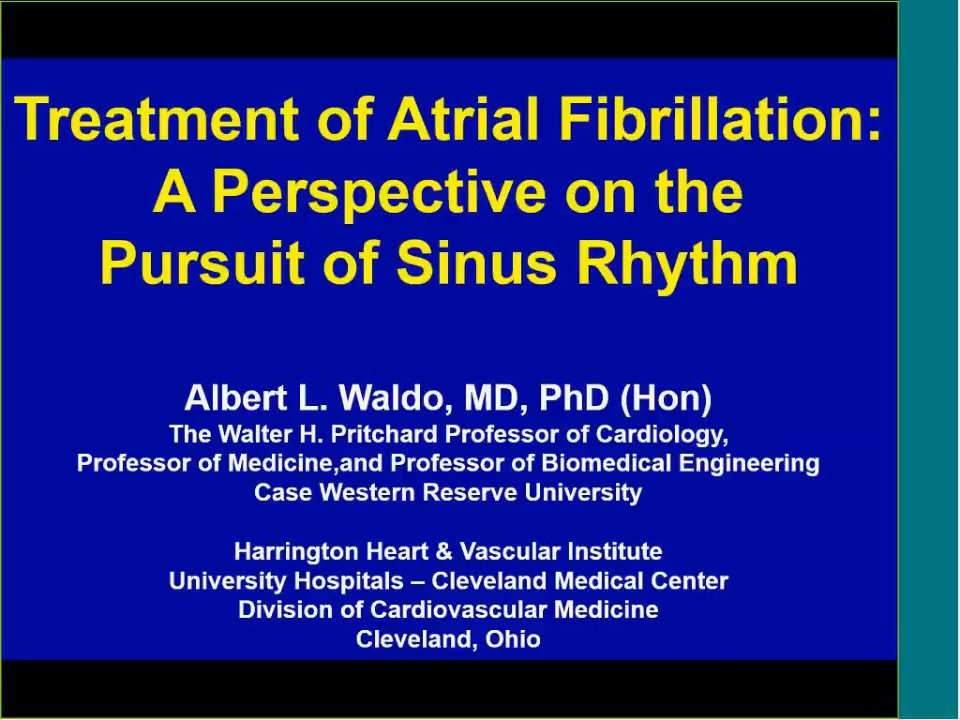 Treatment of Atrial Fibrillation:
A Perspective on the
Pursuit of Sinus Rhythm
Albert L. Waldo, MD, PhD (Hon)
The Walter H. Pritchard Professor of Cardiology,
Professor of Medicine,and Professor of Biomedical Engineering
Case Western Reserve University
Harrington Heart & Vascular Institute
University Hospitals – Cleveland Medical Center
Division of Cardiovascular Medicine
Cleveland, Ohio